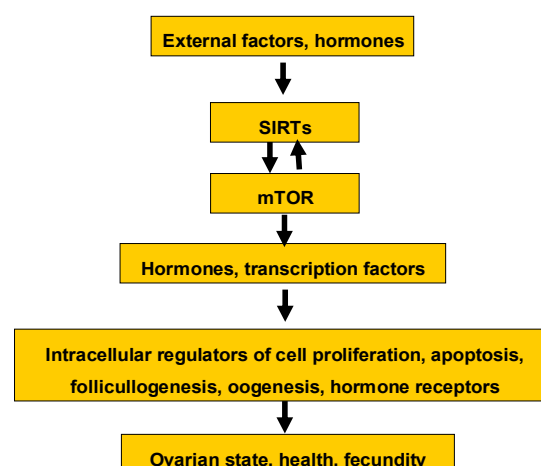 External factors, hormones
SIRTs
mTOR
Hormones, transcription factors
Intracellular regulators of cell proliferation, apoptosis,
follicullogenesis, oogenesis, hormone receptors
Ovarian state, health, fecundity